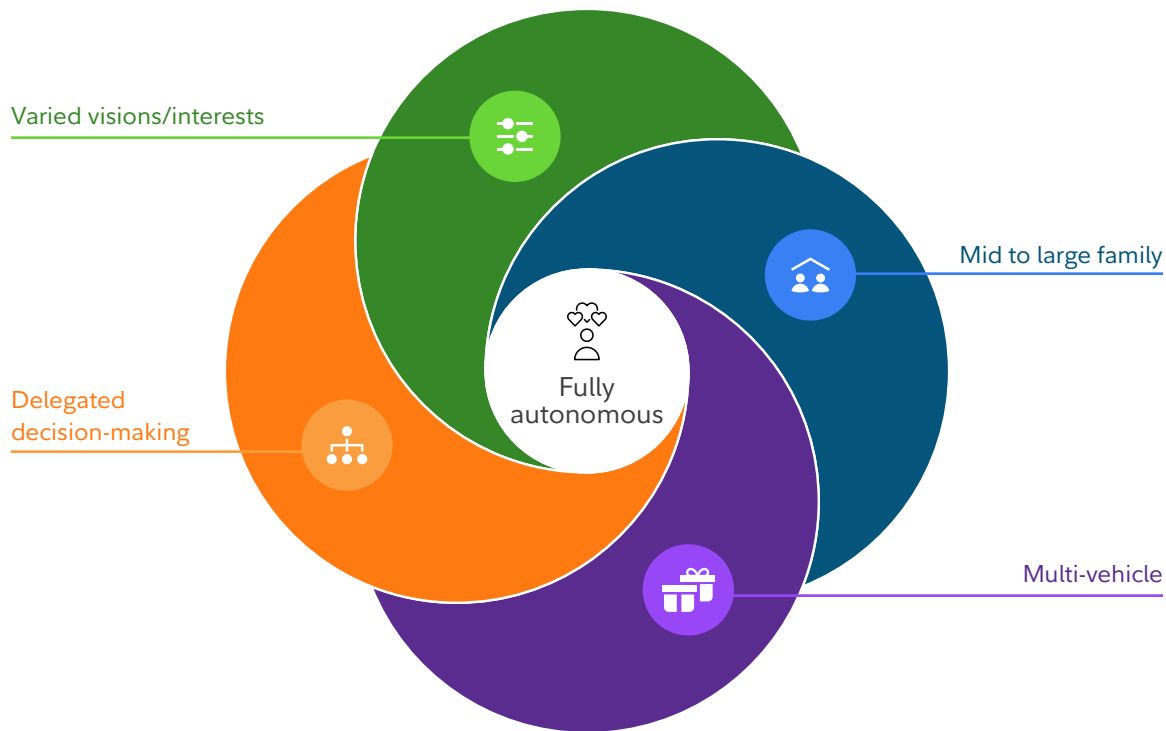 Varied visions/interests
Mid to large family
Fully
autonomous
Delegated
decision-making
Multi-vehicle